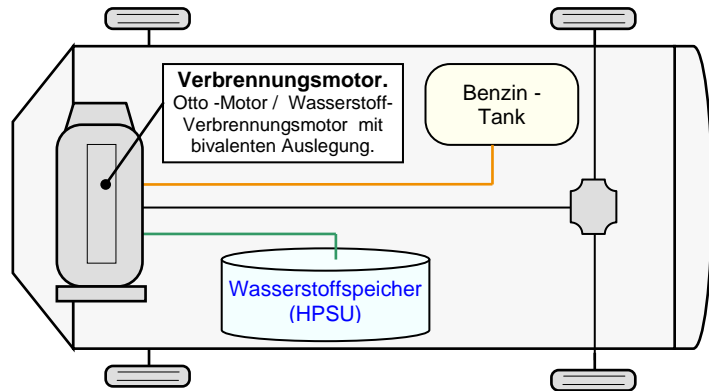 Verbrennungsmotor.
Otto -Motor / Wasserstoff-
Verbrennungsmotor mit
bivalenten Auslegung.
Benzin -
Tank
Wasserstoffspeicher
(HPSU)